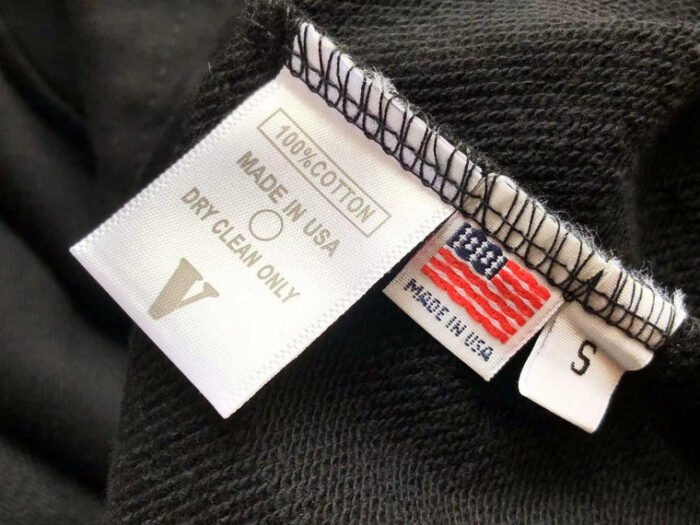 100%COTTON
MADE IN USA
DRY CLEAN ONLY
V
MADE IN USA
S